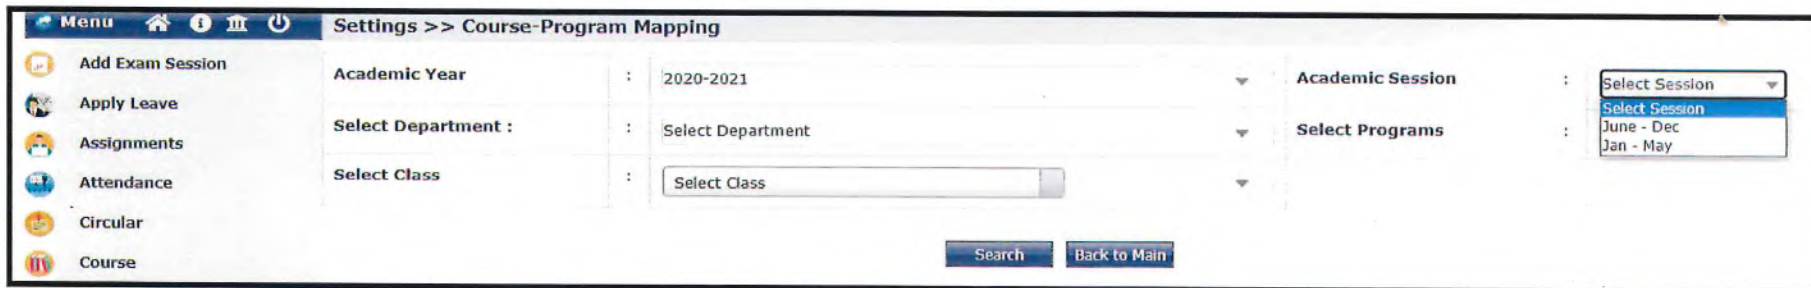 Menu
Settings >> Course-Program Mapping
Add Exam Session
Apply Leave
Assignments
Attendance
Circular
Course
Academic Year : 2020-2021
Academic Session : Select Session
Select Session
June - Dec
Jan - May
Select Department : : Select Department
Select Programs :
Select Class : Select Class
Search Back to Main